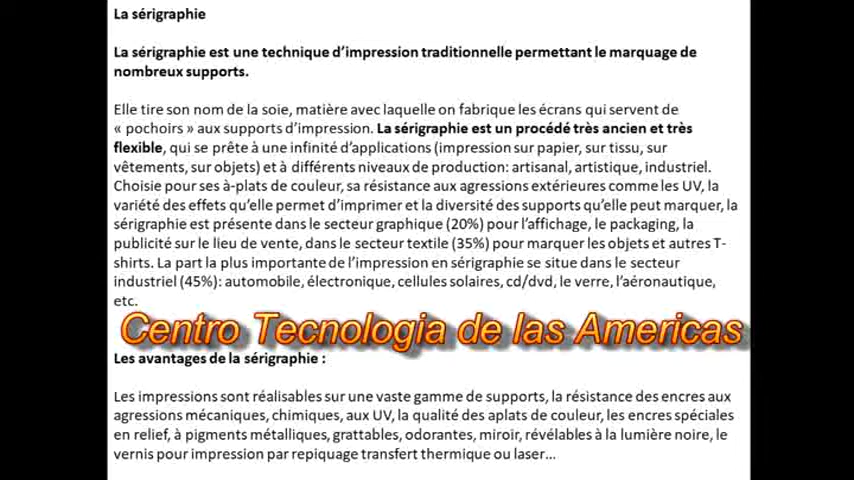 La sérigraphie
La sérigraphie est une technique d’impression traditionnelle permettant le marquage de
nombreux supports.
Elle tire son nom de la soie, matière avec laquelle on fabrique les écrans qui servent de
« pochoirs » aux supports d’impression. La sérigraphie est un procédé très ancien et très
flexible, qui se prête à une infinité d’applications (impression sur papier, sur tissu, sur
vêtements, sur objets) et à différents niveaux de production: artisanal, artistique, industriel.
Choisie pour ses à-plats de couleur, sa résistance aux agressions extérieures comme les UV, la
variété des effets qu’elle permet d’imprimer et la diversité des supports qu’elle peut marquer, la
sérigraphie est présente dans le secteur graphique (20%) pour l’affichage, le packaging, la
publicité sur le lieu de vente, dans le secteur textile (35%) pour marquer les objets et autres T-
shirts. La part la plus importante de l’impression en sérigraphie se situe dans le secteur
industriel (45%): automobile, électronique, cellules solaires, cd/dvd, le verre, l’aéronautique,
etc.
Centro Tecnologia de las Americas
Les avantages de la sérigraphie :
Les impressions sont réalisables sur une vaste gamme de supports, la résistance des encres aux
agressions mécaniques, chimiques, aux UV, la qualité des aplats de couleur, les encres spéciales
en relief, à pigments métalliques, grattables, odorantes, miroir, révélables à la lumière noire, le
vernis pour impression par repiquage transfert thermique ou laser...